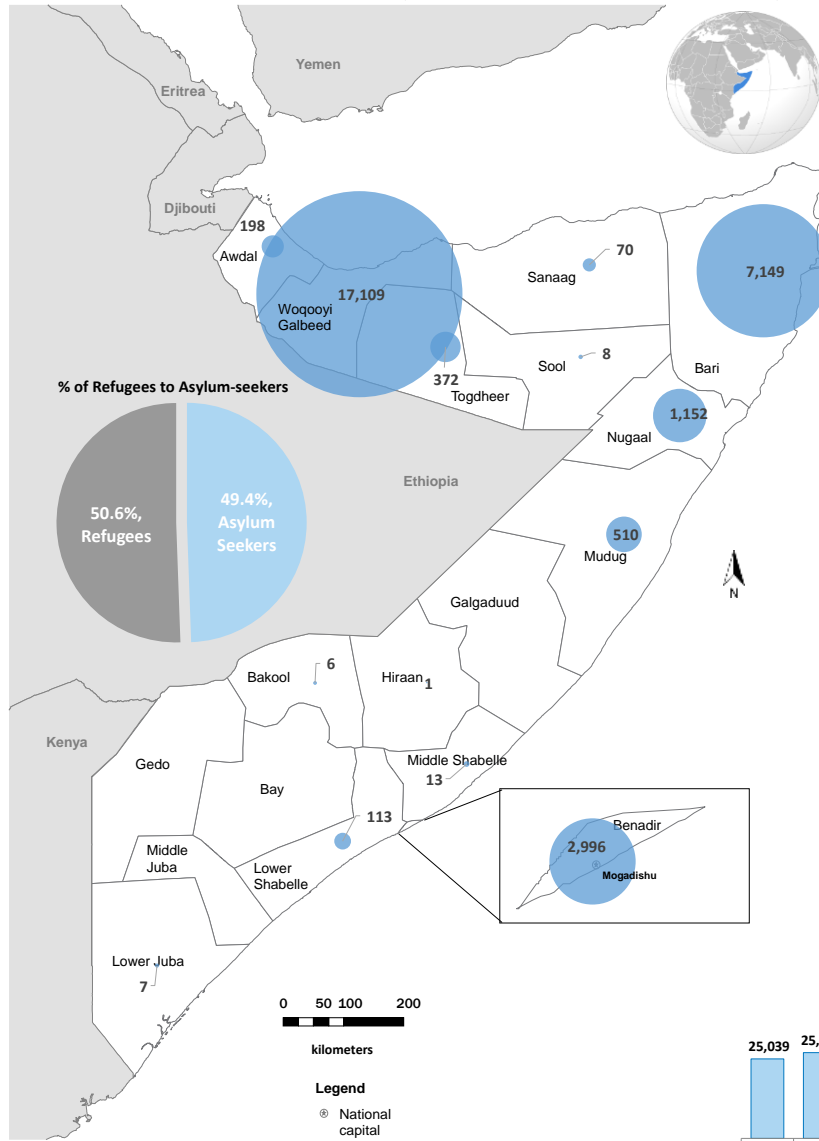 Yemen
Eritrea
Djibouti
198
Awdal
17,109
Woqooyi
Galbeed
70
Sanaag
7,149
372
Togdheer
8
Sool
Bari
1,152
Nugaal
% of Refugees to Asylum-seekers
50.6%,
Refugees
49.4%,
Asylum
Seekers
Ethiopia
510
Mudug
N
Galgaduud
6
Bakool
Hiraan
1
Kenya
Gedo
Bay
Middle Shabelle
13
113
Middle
Juba
Lower
Shabelle
Benadir
2,996
Mogadishu
Lower Juba
7
0 50 100 200
kilometers
Legend
National
capital
25,039
25,